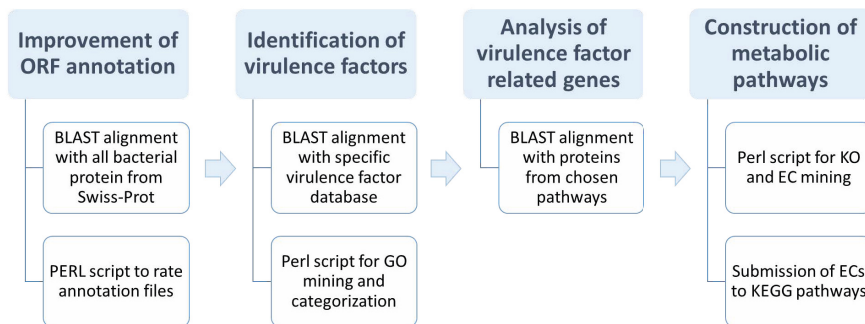 Improvement of
ORF annotation
BLAST alignment
with all bacterial
protein from
Swiss-Prot
PERL script to rate
annotation files
Identification of
virulence factors
BLAST alignment
with specific
virulence factor
database
Perl script for GO
mining and
categorization
Analysis of
virulence factor
related genes
BLAST alignment
with proteins
from chosen
pathways
Construction of
metabolic
pathways
Perl script for KO
and EC mining
Submission of ECs
to KEGG pathways